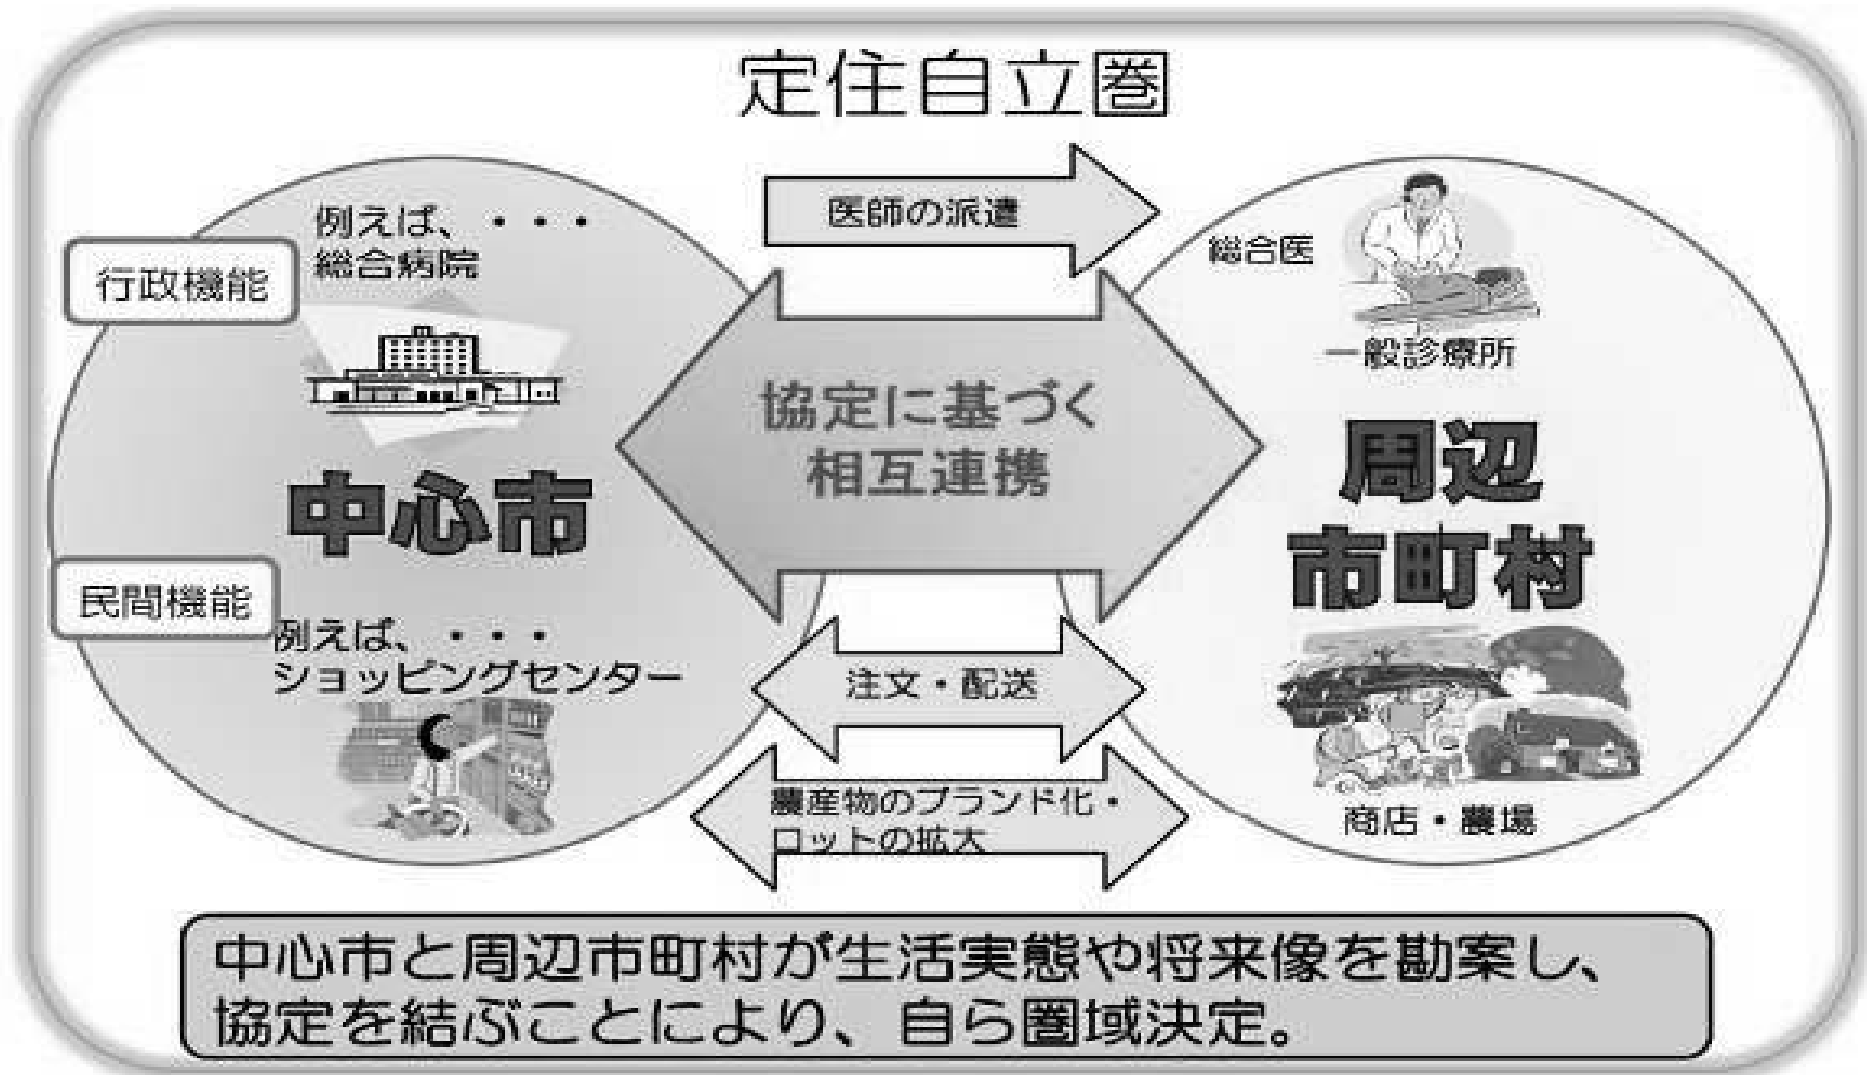 定住自立圏
例えば、・・・
総合病院
行政機能
中心市
民間機能
例えば、・・・
ショッピングセンター
医師の派遣
協定に基づく
相互連携
注文・配送
農産物のブランド化・
ロットの拡大
総合医
一般診療所
周辺
市町村
商店・農場
中心市と周辺市町村が生活実態や将来像を勘案し、
協定を結ぶことにより、自ら圏域決定。